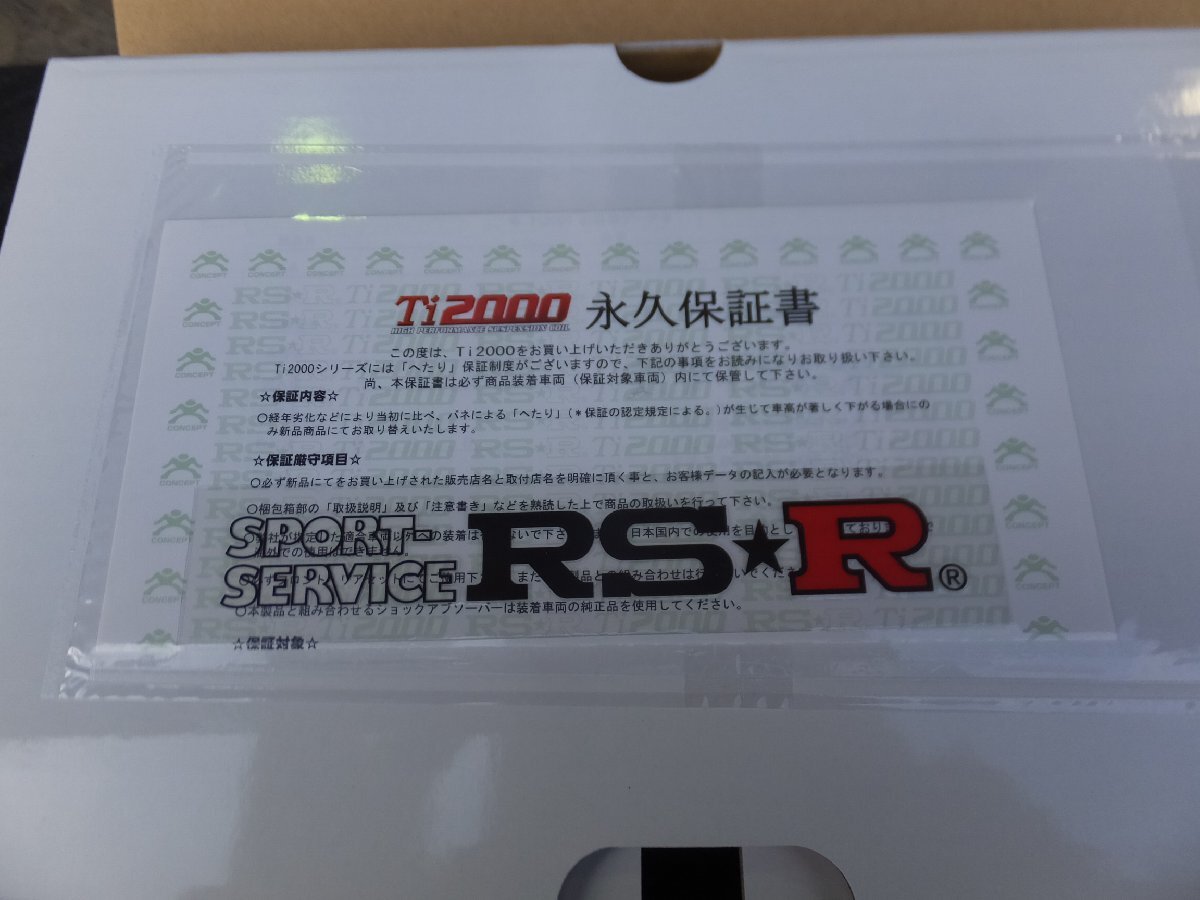 Ti2000 永久保証書
HIGH PERFORMANCE SUSPENSION COIL
この度は、Ti2000をお買い上げいただきありがとうございます。
Ti2000シリーズには「へたり」保証制度がございますので、下記の事項をお読みになりお取り扱い下さい。
尚、本保証書は必ず商品装着車両（保証対象車両）内にて保管して下さい。
☆保証内容☆
○経年劣化などにより当初に比べ、バネによる「へたり」(＊保証の認定規定による。)が生じて車高が著しく下がる場合にの
み新品商品にてお取り替えいたします。
☆保証厳守項目☆
○必ず新品にてをお買い上げされた販売店名と取付店名を明確に頂く事と、お客様データの記入が必要となります。
○梱包箱部の「取扱説明」及び「注意書き」などを熟読した上で商品の取扱いを行って下さい。
SPORT
SERVICE
RS★R®
○本製品と組み合わせるショックアブソーバーは装着車両の純正品を使用してください。
☆保証対象☆